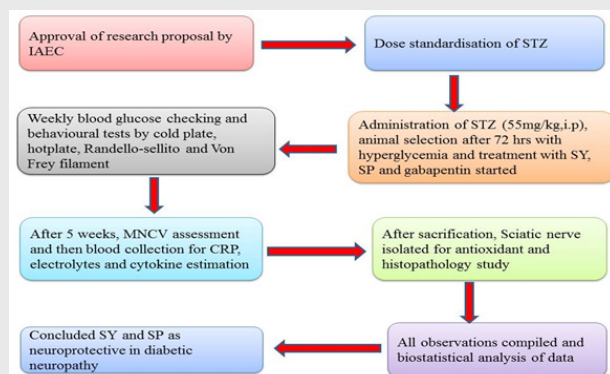 Approval of research proposal by
IAEC
Dose standardisation of STZ
Administration of STZ (55mg/kg,i.p),
animal selection after 72 hrs with
hyperglycemia and treatment with SY,
SP and gabapentin started
Weekly blood glucose checking and
behavioural tests by cold plate,
hotplate, Randello-sellito and Von
Frey filament
After 5 weeks, MNCV assessment
and then blood collection for CRP,
electrolytes and cytokine estimation
After sacrification, Sciatic nerve
isolated for antioxidant and
histopathology study
All observations compiled and
biostatistical analysis of data
Concluded SY and SP as
neuroprotective in diabetic
neuropathy